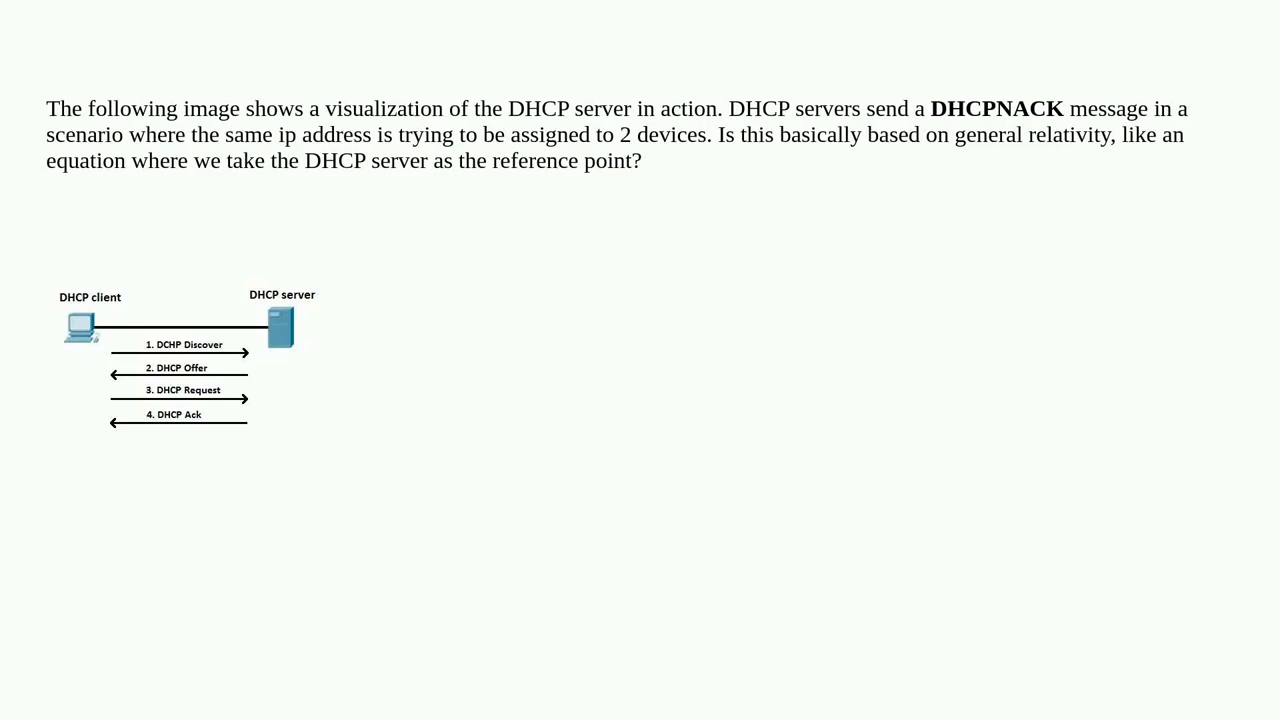 The following image shows a visualization of the DHCP server in action. DHCP servers send a DHCPNACK message in a
scenario where the same ip address is trying to be assigned to 2 devices. Is this basically based on general relativity, like an
equation where we take the DHCP server as the reference point?
DHCP client
DHCP server
1. DCHP Discover
2. DHCP Offer
3. DHCP Request
4. DHCP Ack